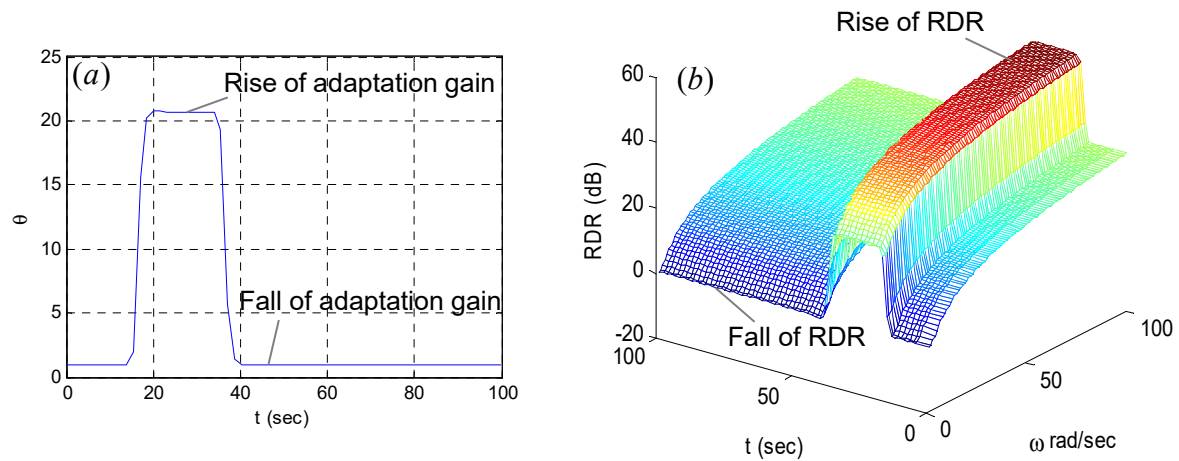 (a)
Rise of adaptation gain
Fall of adaptation gain
25
20
15
10
5
0
θ
0 20 40 60 80 100
t (sec)
(b)
Rise of RDR
Fall of RDR
60
40
20
0
-20
RDR (dB)
100 50 0
t (sec)
0 50 100
ω rad/sec